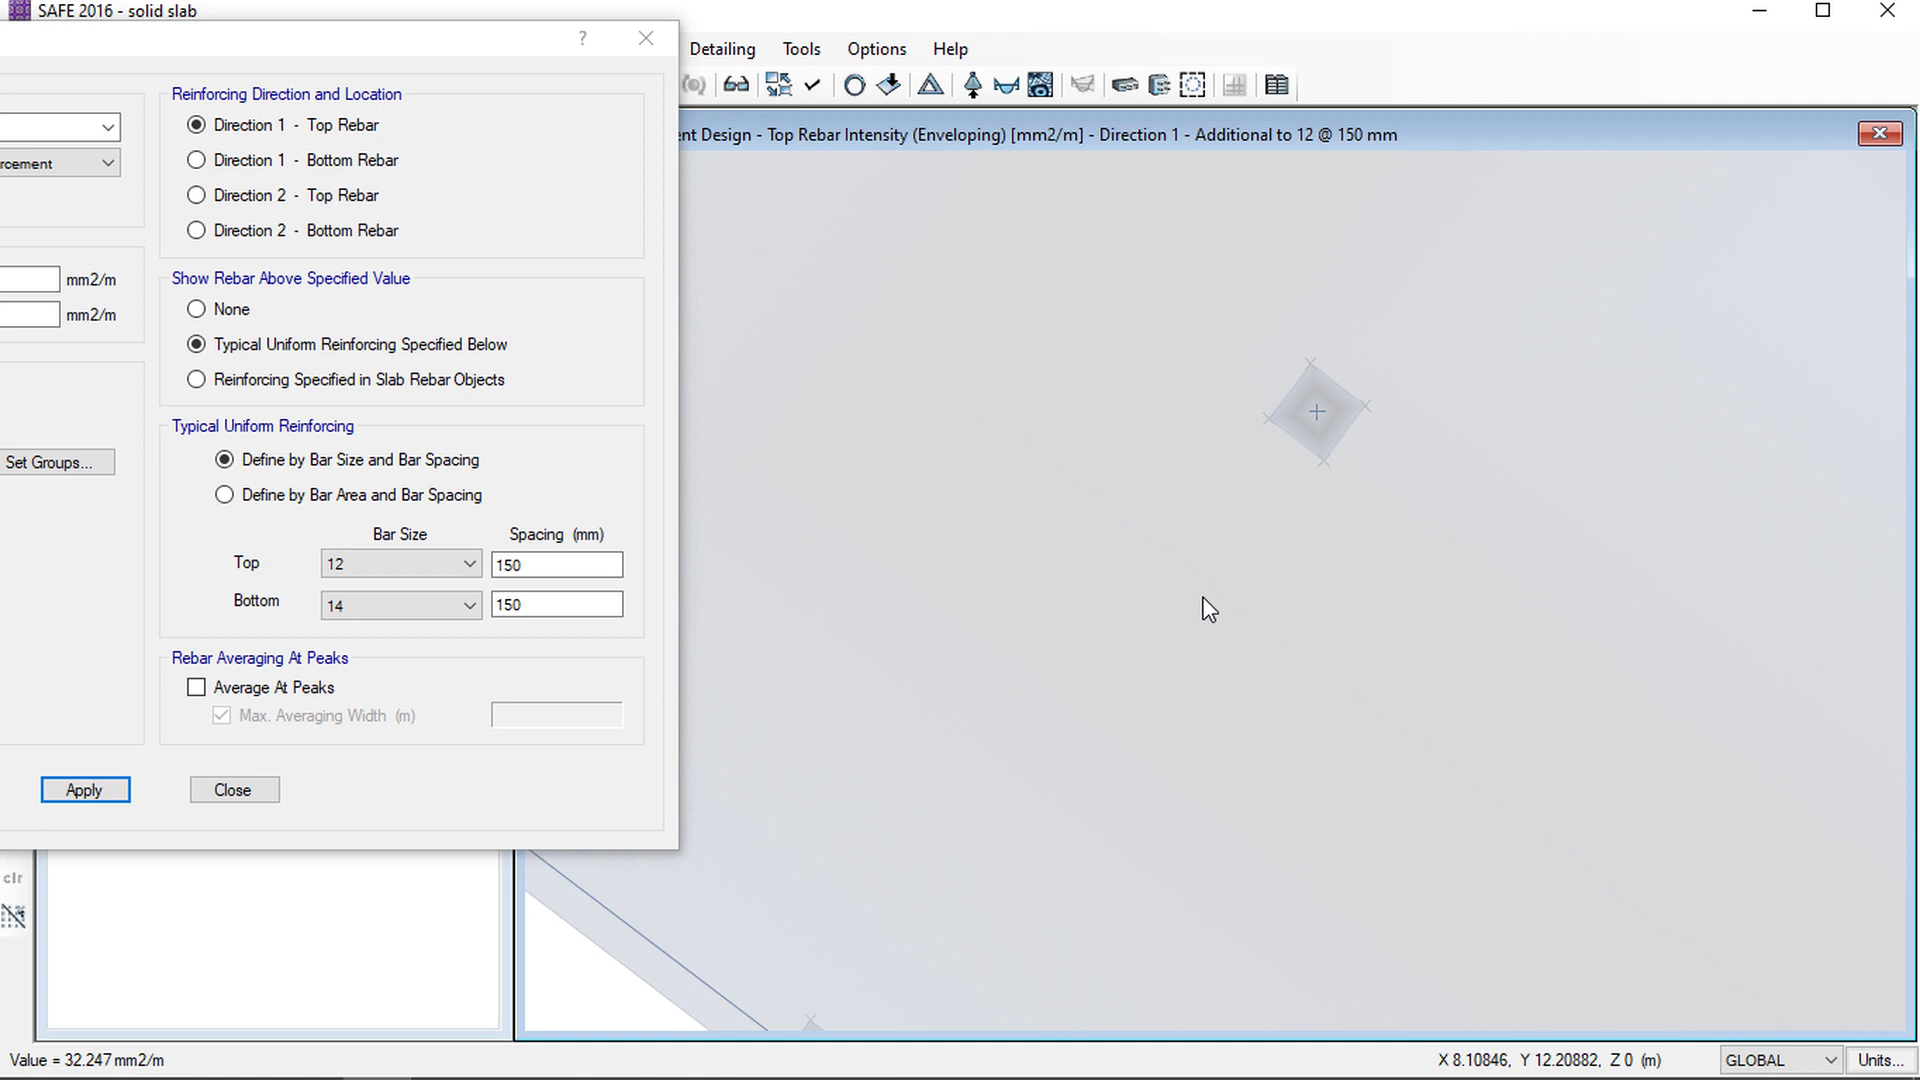 SAFE 2016 - solid slab
?
Detailing Tools Options Help
Reinforcing Direction and Location
Direction 1 - Top Rebar
Direction 1 - Bottom Rebar
rcement
Direction 2 - Top Rebar
Direction 2 - Bottom Rebar
nt Design - Top Rebar Intensity (Enveloping) [mm2/m] - Direction 1 - Additional to 12 @ 150 mm
mm2/m
mm2/m
Show Rebar Above Specified Value
None
Typical Uniform Reinforcing Specified Below
Reinforcing Specified in Slab Rebar Objects
Set Groups...
Typical Uniform Reinforcing
Define by Bar Size and Bar Spacing
Define by Bar Area and Bar Spacing
Bar Size Spacing (mm)
Top 12 150
Bottom 14 150
Rebar Averaging At Peaks
Average At Peaks
Max. Averaging Width (m)
Apply Close
clr
Value = 32.247 mm2/m
X 8.10846, Y 12.20882, Z 0 (m)
GLOBAL
Units...